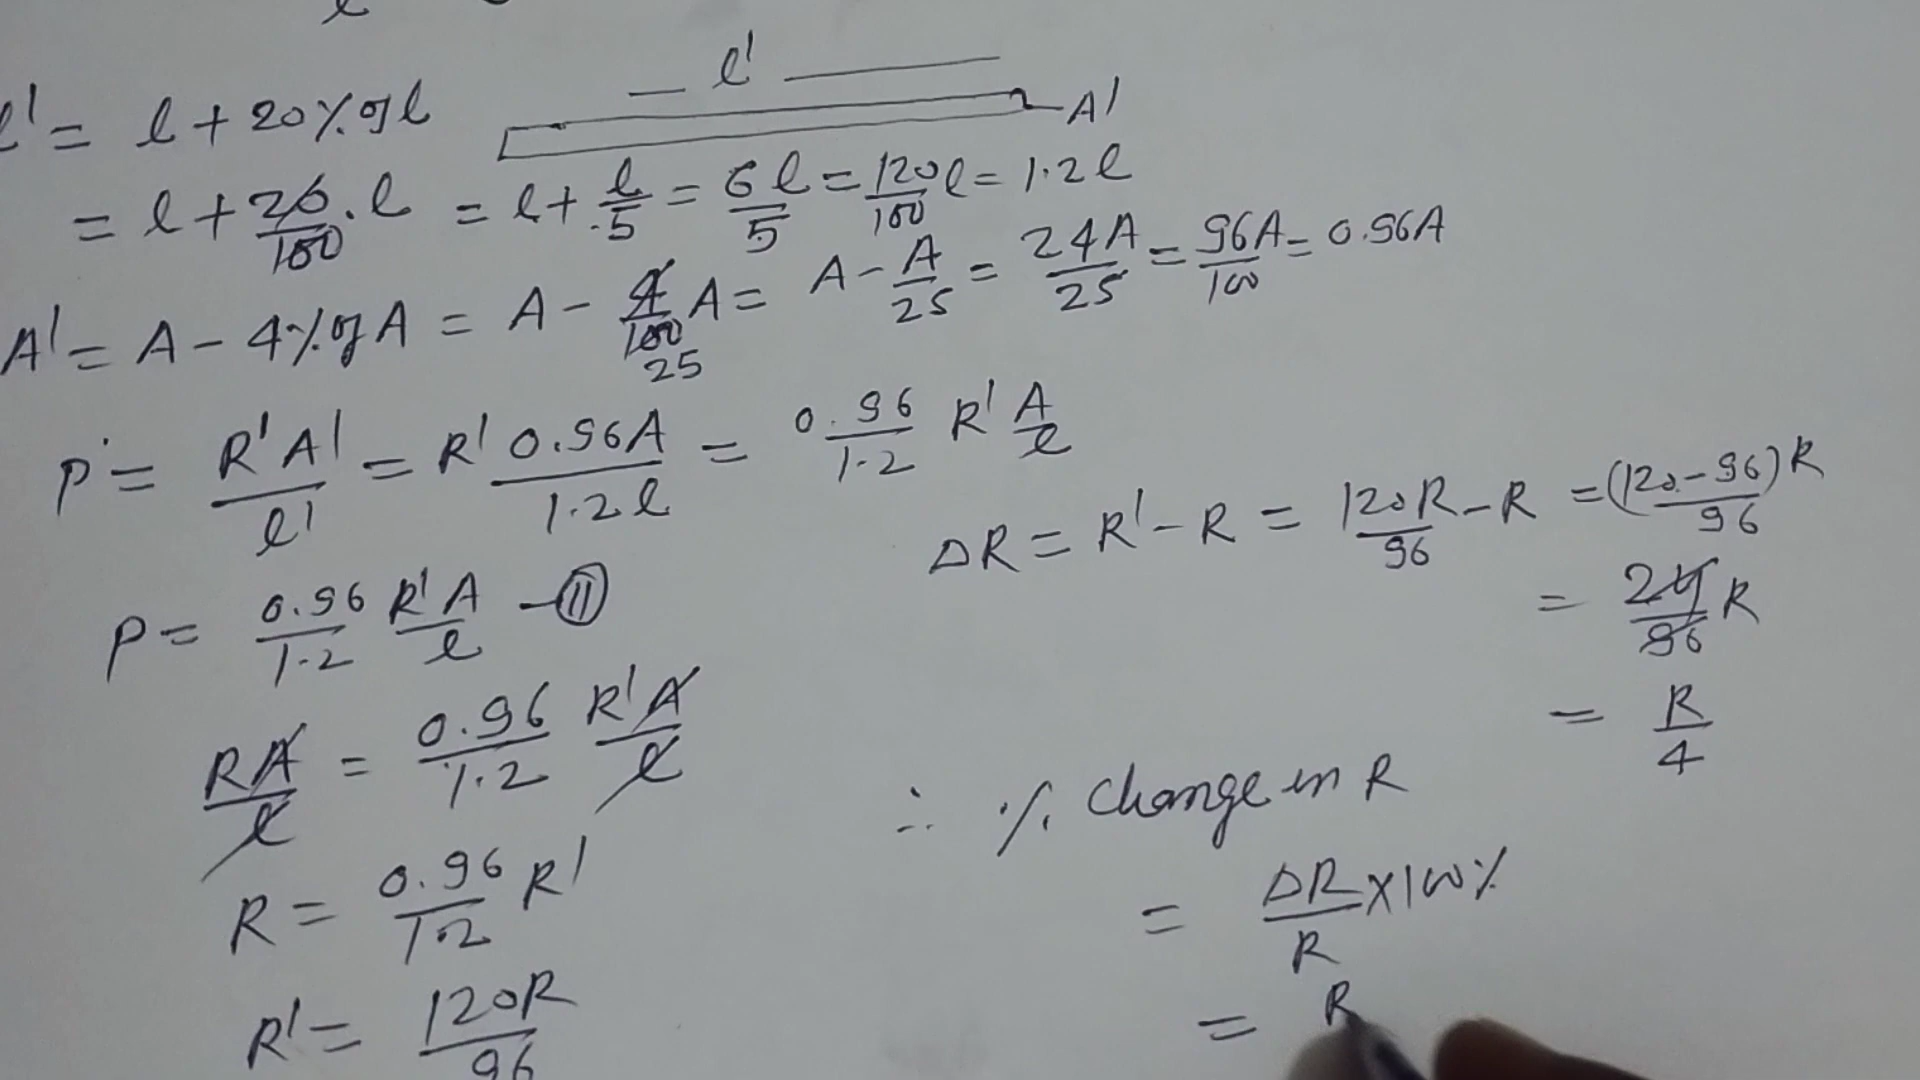 l'
l' = l + 20% of l
A'
= l + 20/100 . l = l + l/5 = 6l/5 = 120/100 l = 1.2l
A' = A - 4% of A = A - 4/100 A = A - A/25 = 24A/25 = 96A/100 = 0.96A
25
ρ = R'A'/l' = R' 0.96A/1.2l = 0.96/1.2 R' A/l
ρ = 0.96/1.2 R'A/l - (II)
RA/l = 0.96/1.2 R'A/l
R = 0.96/1.2 R'
R' = 120R/96
ΔR = R' - R = 120R/96 - R = (120-96)R/96
= 24/96 R
= R/4
∴ % Change in R
= ΔR/R × 100%
= R